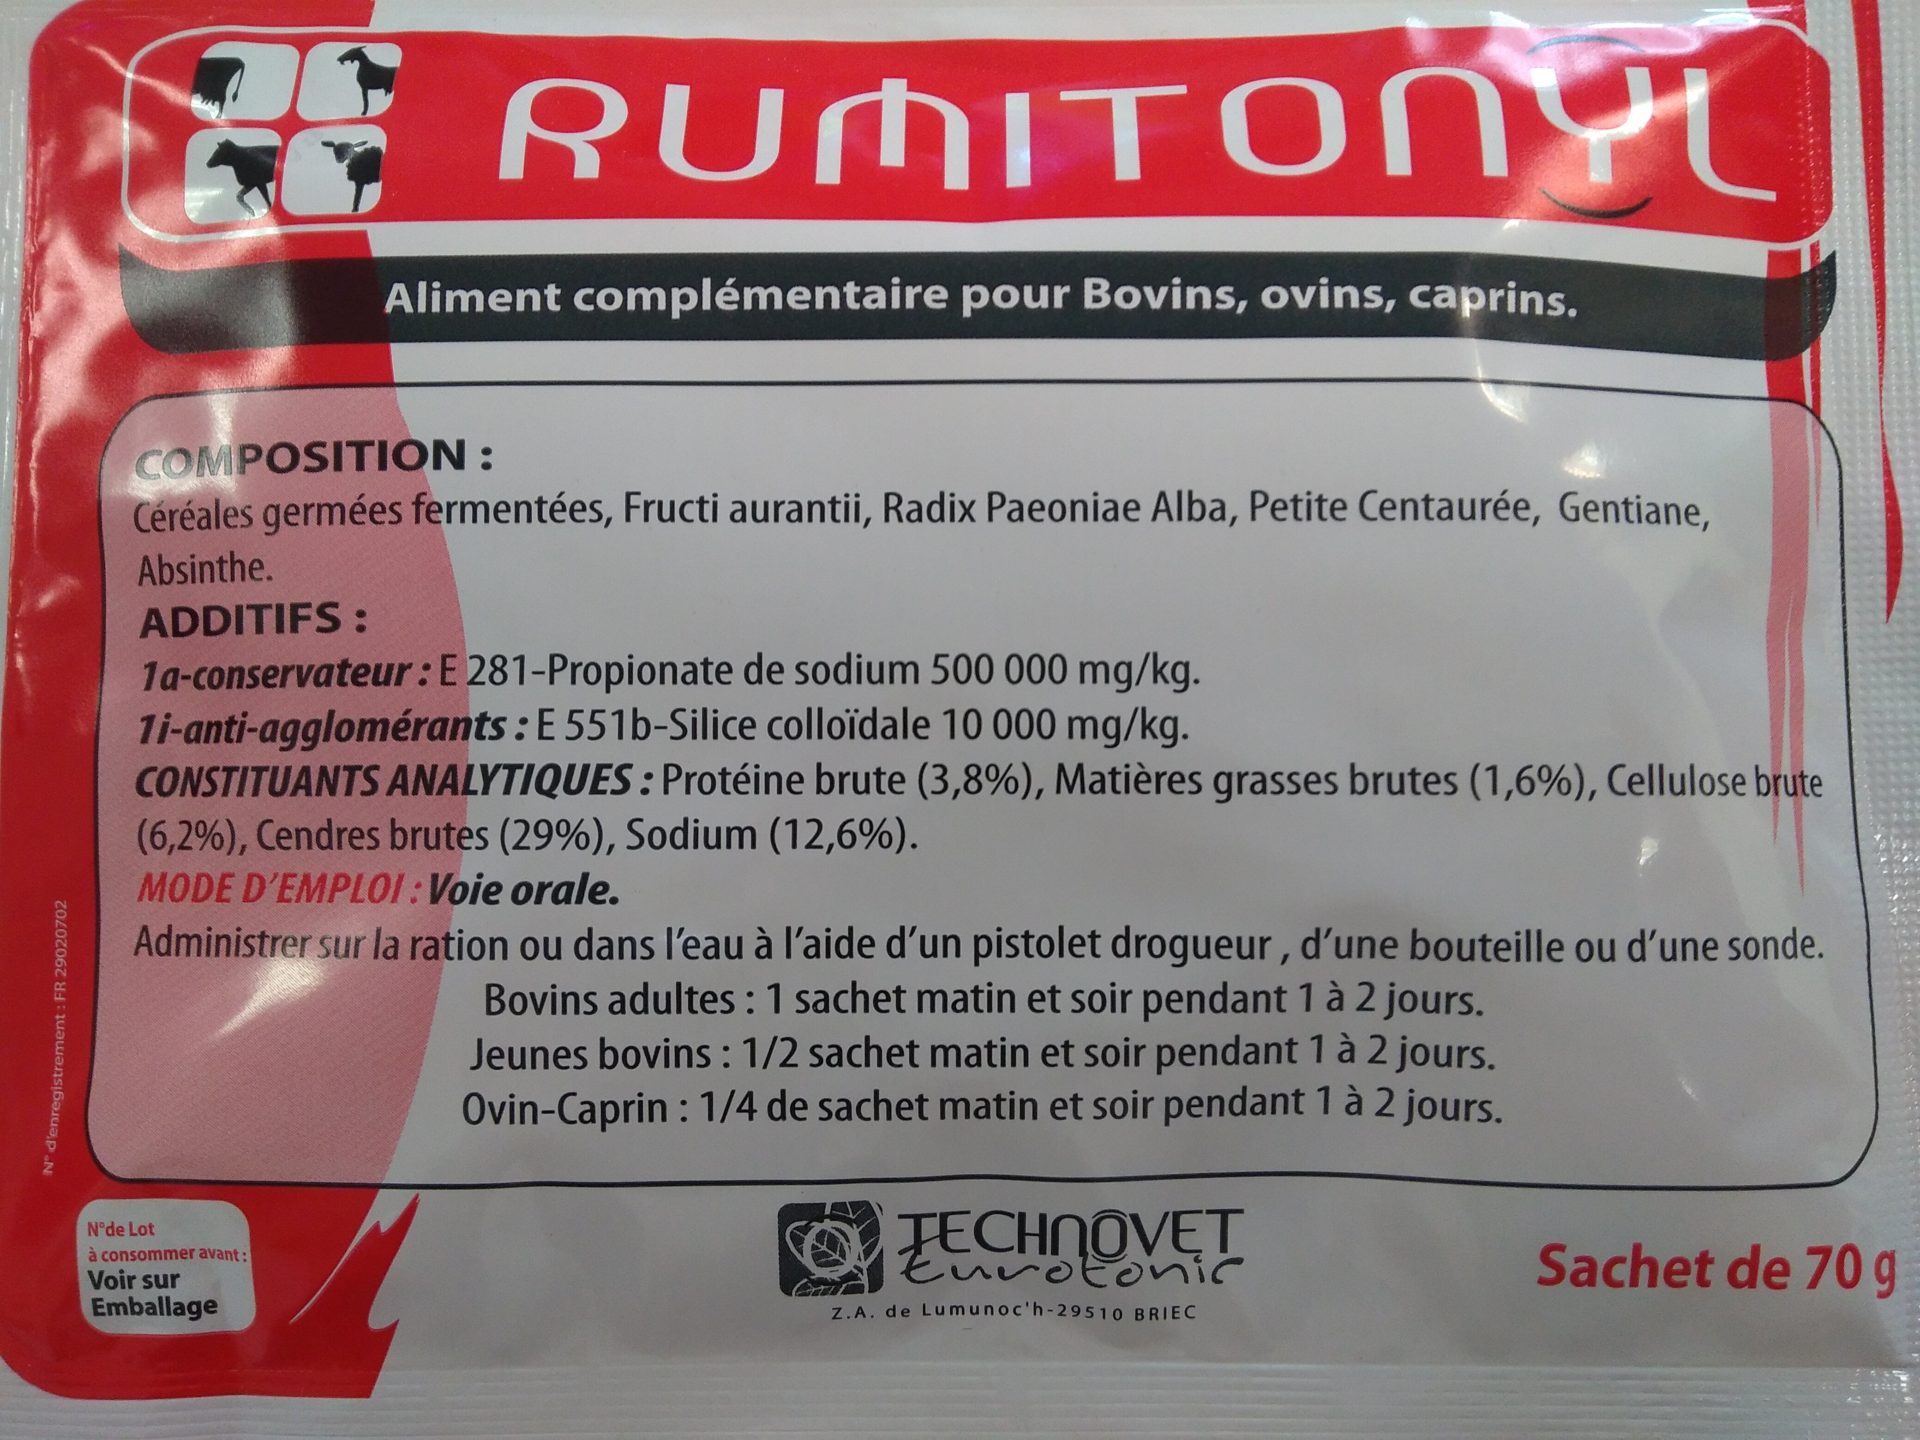 RUMITONYL
Aliment complémentaire pour Bovins, ovins, caprins.
COMPOSITION :
Céréales germées fermentées, Fructi aurantii, Radix Paeoniae Alba, Petite Centaurée, Gentiane,
Absinthe.
ADDITIFS :
1a-conservateur : E 281-Propionate de sodium 500 000 mg/kg.
1i-anti-agglomérants : E 551b-Silice colloïdale 10 000 mg/kg.
CONSTITUANTS ANALYTIQUES : Protéine brute (3,8%), Matières grasses brutes (1,6%), Cellulose brute
(6,2%), Cendres brutes (29%), Sodium (12,6%).
MODE D'EMPLOI : Voie orale.
Administrer sur la ration ou dans l'eau à l'aide d'un pistolet drogueur , d'une bouteille ou d'une sonde.
Bovins adultes : 1 sachet matin et soir pendant 1 à 2 jours.
Jeunes bovins : 1/2 sachet matin et soir pendant 1 à 2 jours.
Ovin-Caprin : 1/4 de sachet matin et soir pendant 1 à 2 jours.
N° d'enregistrement : FR 29020702
N°de Lot
à consommer avant :
Voir sur
Emballage
TECHNOVET
Eurotonic
Z.A. de Lumunoc'h-29510 BRIEC
Sachet de 70 g